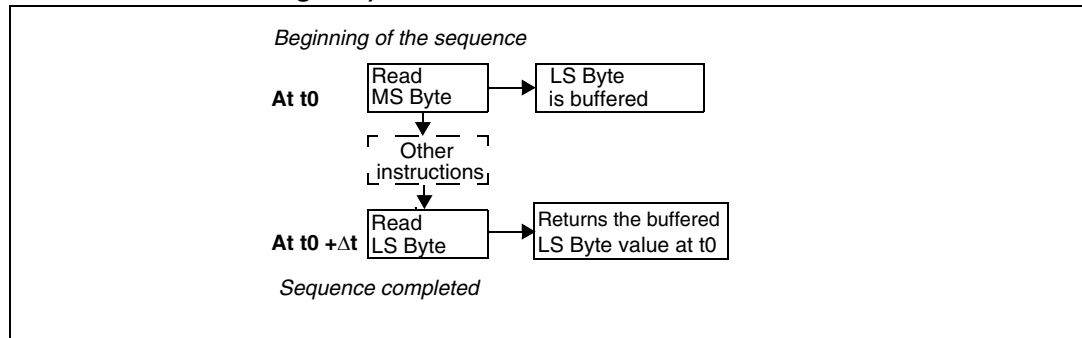 Beginning of the sequence
At t0
Read
MS Byte
LS Byte
is buffered
Other
instructions
At t0 +Δt
Read
LS Byte
Returns the buffered
LS Byte value at t0
Sequence completed